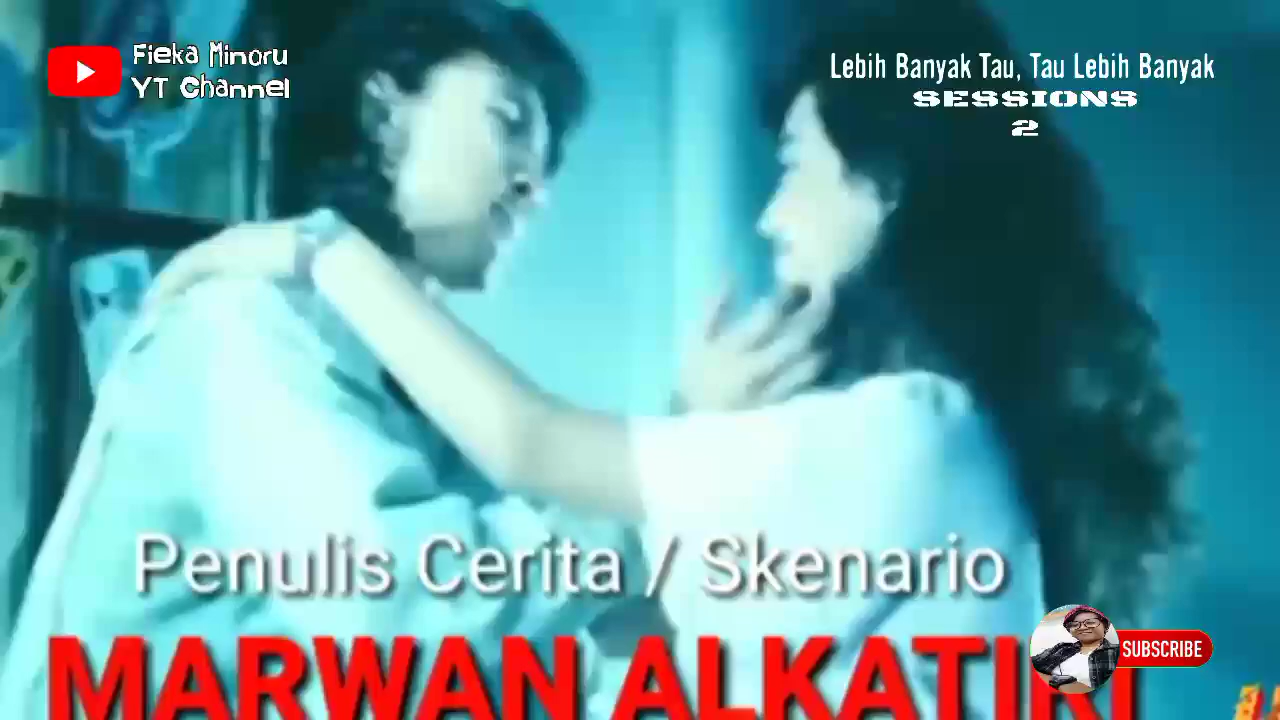 Fieka Minoru
YT Channel
Lebih Banyak Tau, Tau Lebih Banyak
SESSIONS
2
Penulis Cerita / Skenario
MARWAN ALKATIRI
SUBSCRIBE